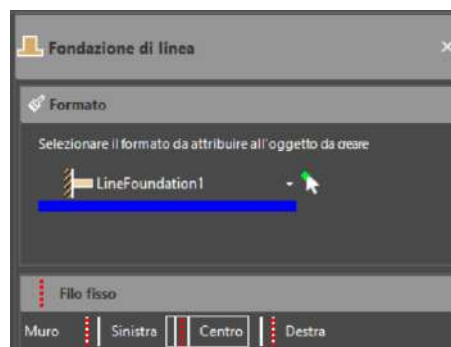 Fondazione di linea
Formato
Selezionare il formato da attribuire all'oggetto da creare
LineFoundation1
Filo fisso
Muro Sinistra Centro Destra